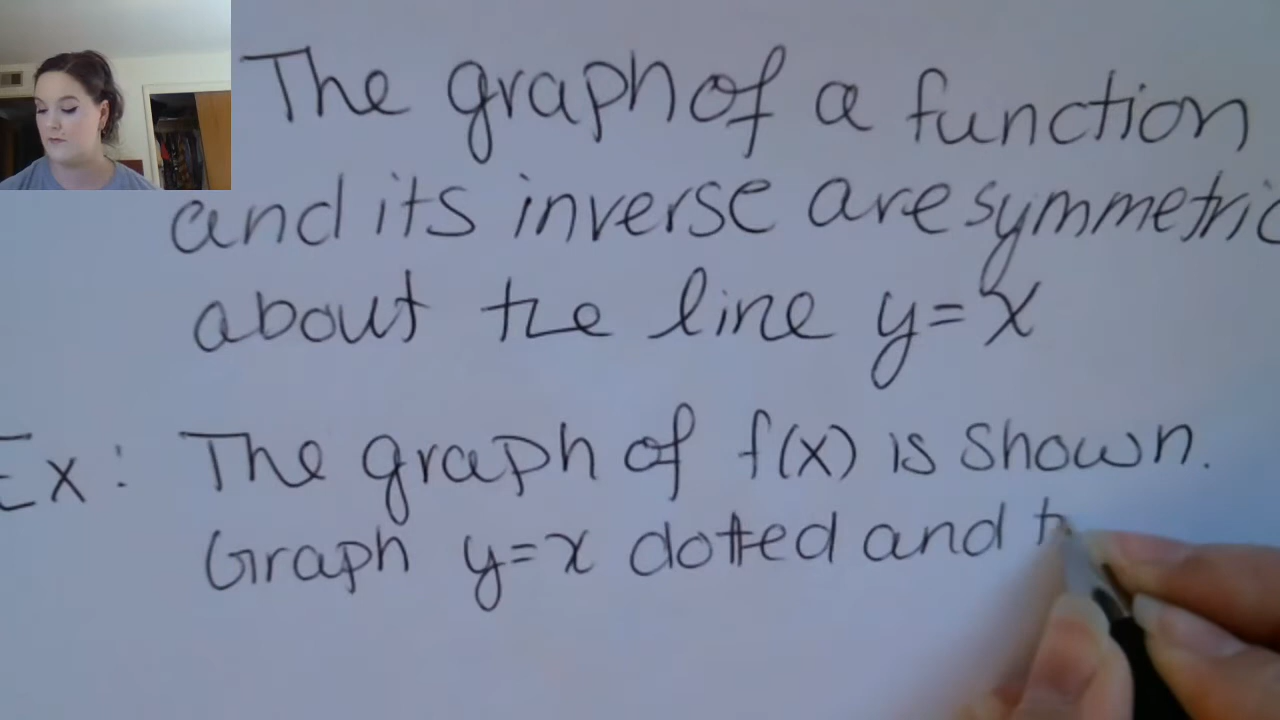 The graph of a function
and its inverse are symmetric
about the line y=x
Ex: The graph of f(x) is shown.
Graph y=x dotted and